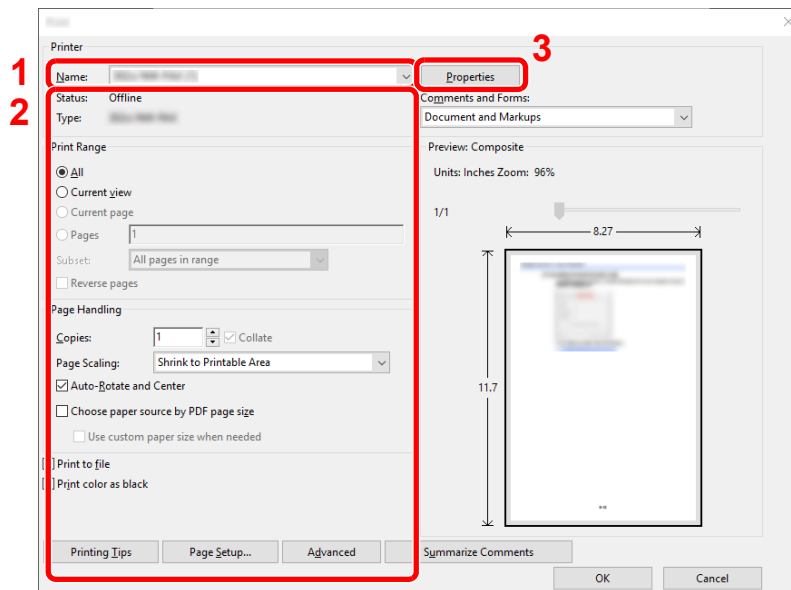 3
Printer
1
Name:
Properties
2
Status: Offline
Comments and Forms:
Type:
Document and Markups
Print Range
Preview: Composite
All
Units: Inches Zoom: 96%
Current view
Current page
1/1
Pages 1
8.27
Subset: All pages in range
Reverse pages
Page Handling
Copies: 1 Collate
Page Scaling: Shrink to Printable Area
Auto-Rotate and Center
11.7
Choose paper source by PDF page size
Use custom paper size when needed
Print to file
Print color as black
Printing Tips Page Setup... Advanced Summarize Comments
OK Cancel